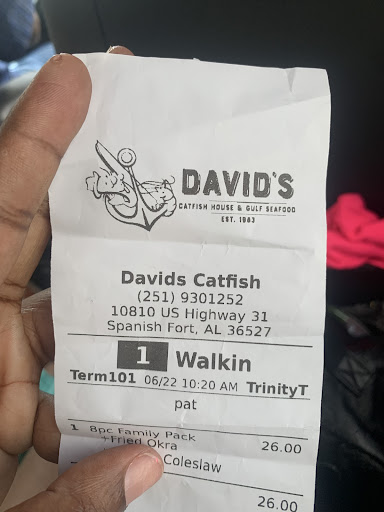 DAVID'S
CATFISH HOUSE & GULF SEAFOOD
EST. 1983
Davids Catfish
(251) 9301252
10810 US Highway 31
Spanish Fort, AL 36527
1 Walkin
Term101 06/22 10:20 AM TrinityT
pat
1 8pc Family Pack 26.00
+Fried Okra
Coleslaw
26.00